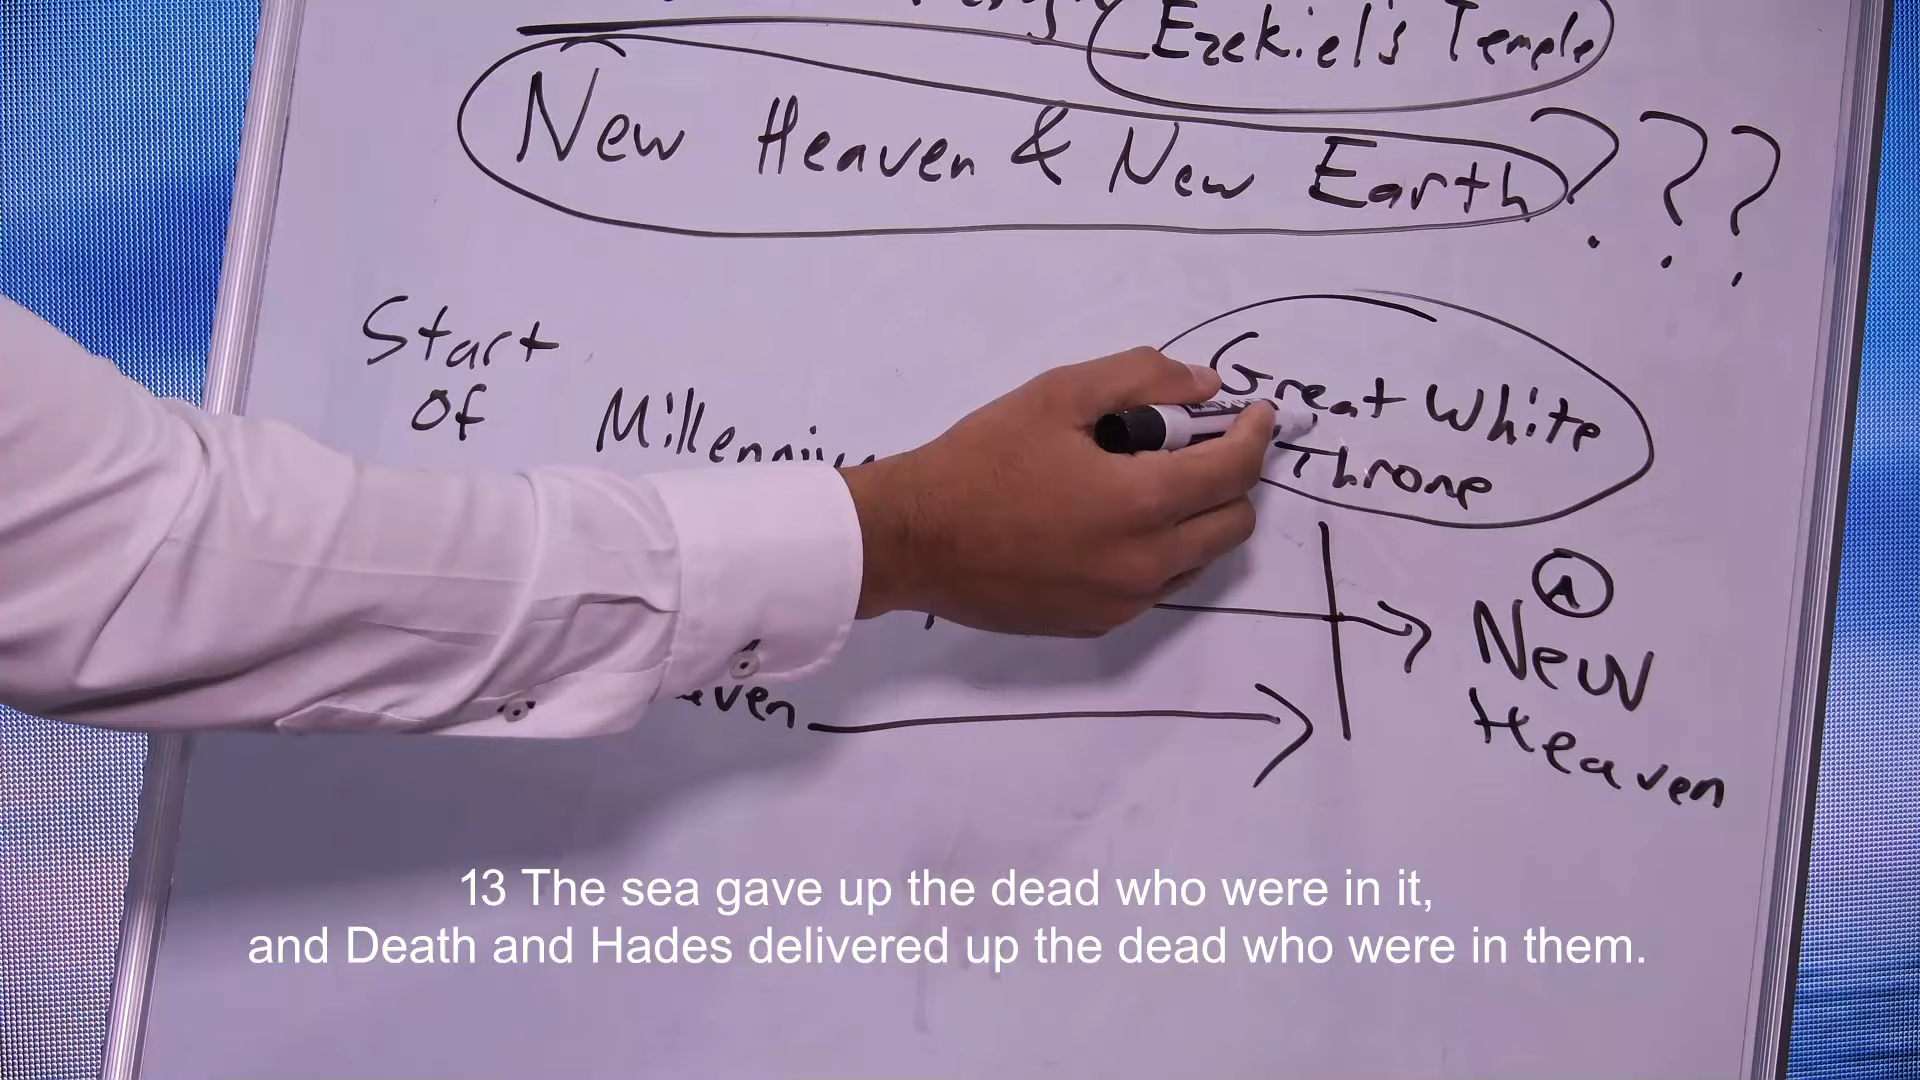 Ezekiel's Temple
New Heaven & New Earth???
Start
of
Great White
Throne
A
New
Heaven
13 The sea gave up the dead who were in it,
and Death and Hades delivered up the dead who were in them.